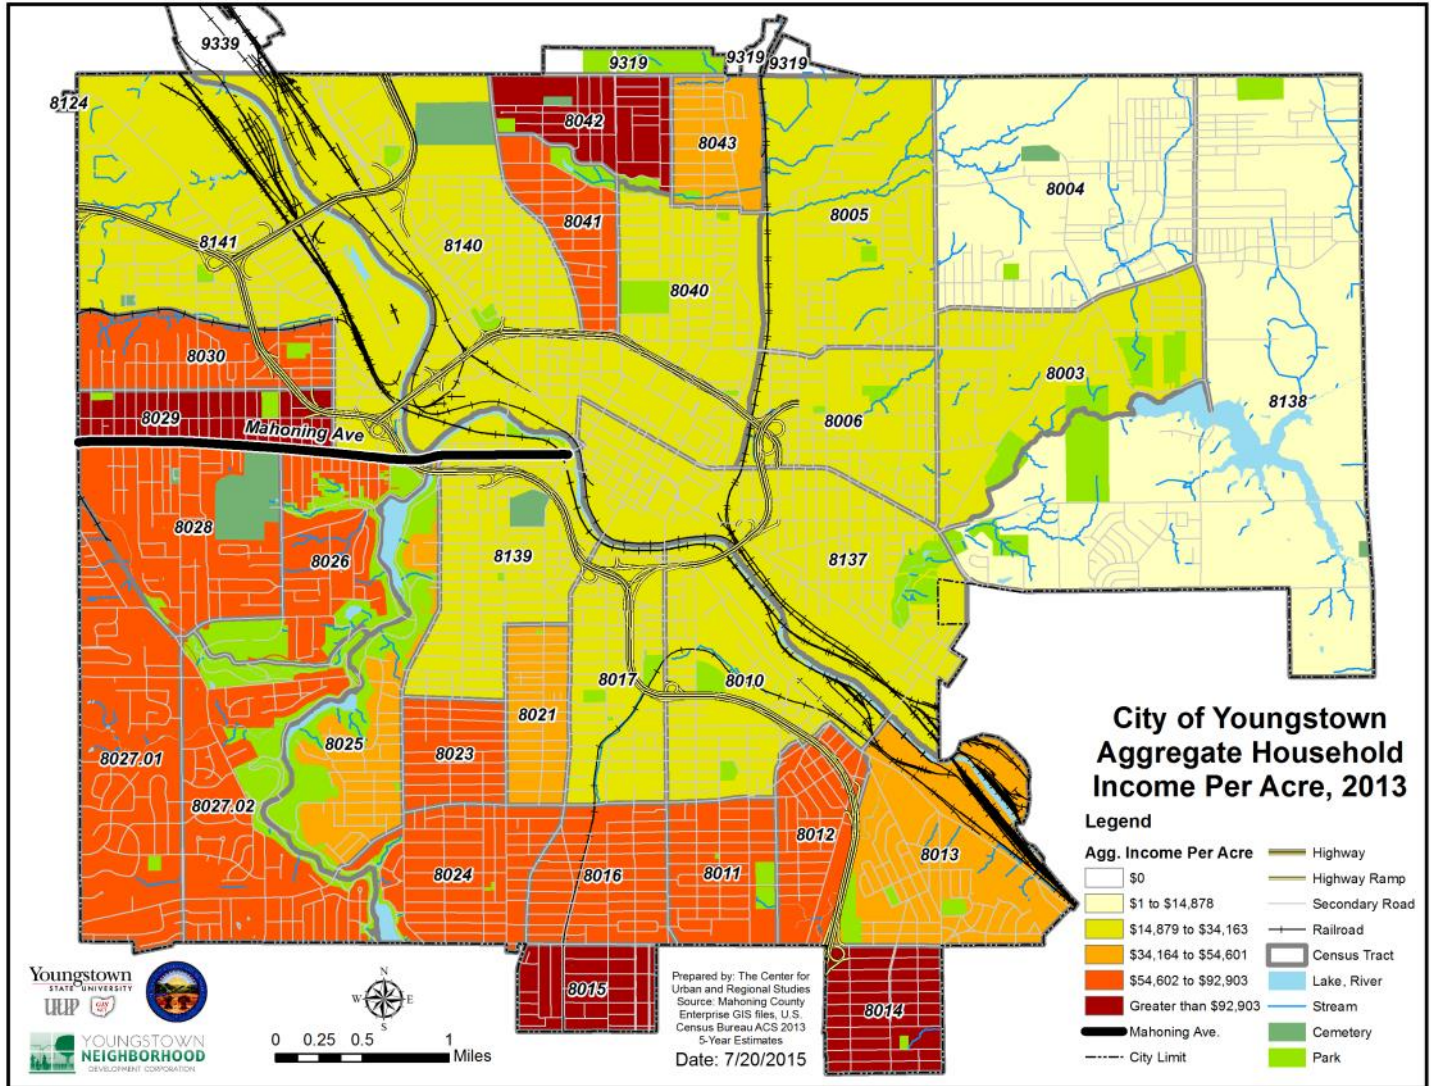 9339
9319
9319
9319
8124
8042
8043
8004
8041
8005
8141
8140
8040
8030
8003
8138
8029
Mahoning Ave
8006
8028
8026
8139
8137
8017
8010
8021
8025
8023
8027.01
8027.02
8012
8013
8024
8016
8011
8015
8014
City of Youngstown
Aggregate Household
Income Per Acre, 2013
Legend
Agg. Income Per Acre
$0
$1 to $14,878
$14,879 to $34,163
$34,164 to $54,601
$54,602 to $92,903
Greater than $92,903
Mahoning Ave.
City Limit
Highway
Highway Ramp
Secondary Road
Railroad
Census Tract
Lake, River
Stream
Cemetery
Park
Youngstown
STATE UNIVERSITY
YOUNGSTOWN
NEIGHBORHOOD
DEVELOPMENT CORPORATION
N
W E
S
0 0.25 0.5 1
Miles
Prepared by: The Center for
Urban and Regional Studies
Source: Mahoning County
Enterprise GIS files, U.S.
Census Bureau ACS 2013
5-Year Estimates
Date: 7/20/2015